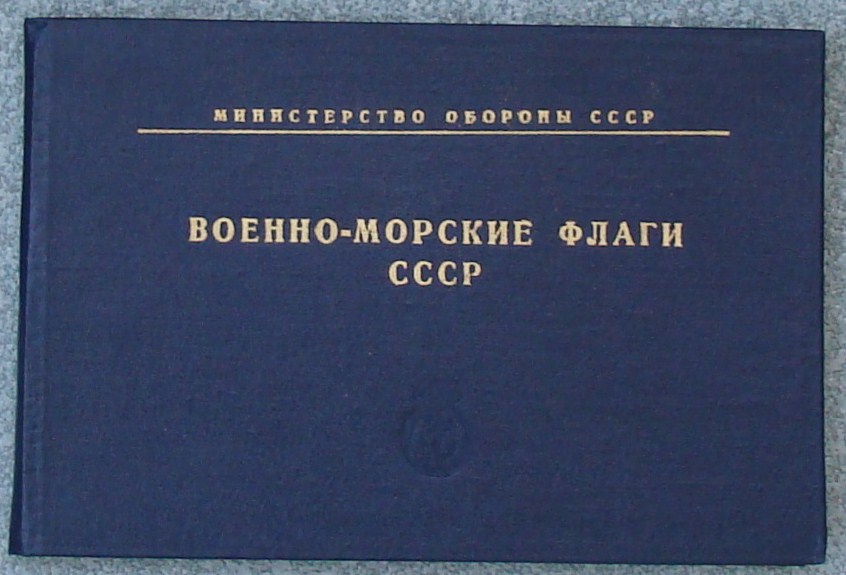 МИНИСТЕРСТВО ОБОРОНЫ СССР
ВОЕННО-МОРСКИЕ ФЛАГИ
СССР